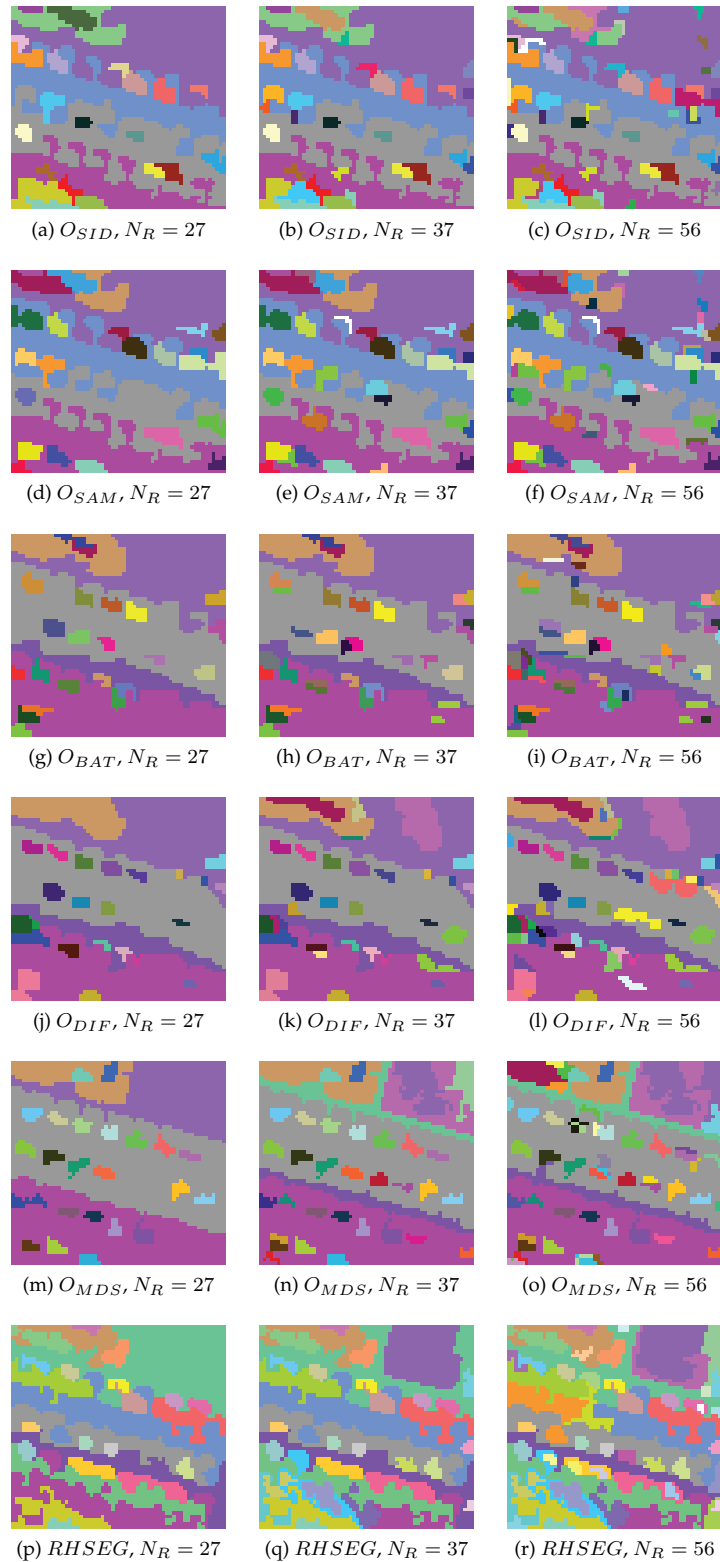 (a) O_SID, N_R = 27
(b) O_SID, N_R = 37
(c) O_SID, N_R = 56
(d) O_SAM, N_R = 27
(e) O_SAM, N_R = 37
(f) O_SAM, N_R = 56
(g) O_BAT, N_R = 27
(h) O_BAT, N_R = 37
(i) O_BAT, N_R = 56
(j) O_DIF, N_R = 27
(k) O_DIF, N_R = 37
(l) O_DIF, N_R = 56
(m) O_MDS, N_R = 27
(n) O_MDS, N_R = 37
(o) O_MDS, N_R = 56
(p) RHSEG, N_R = 27
(q) RHSEG, N_R = 37
(r) RHSEG, N_R = 56